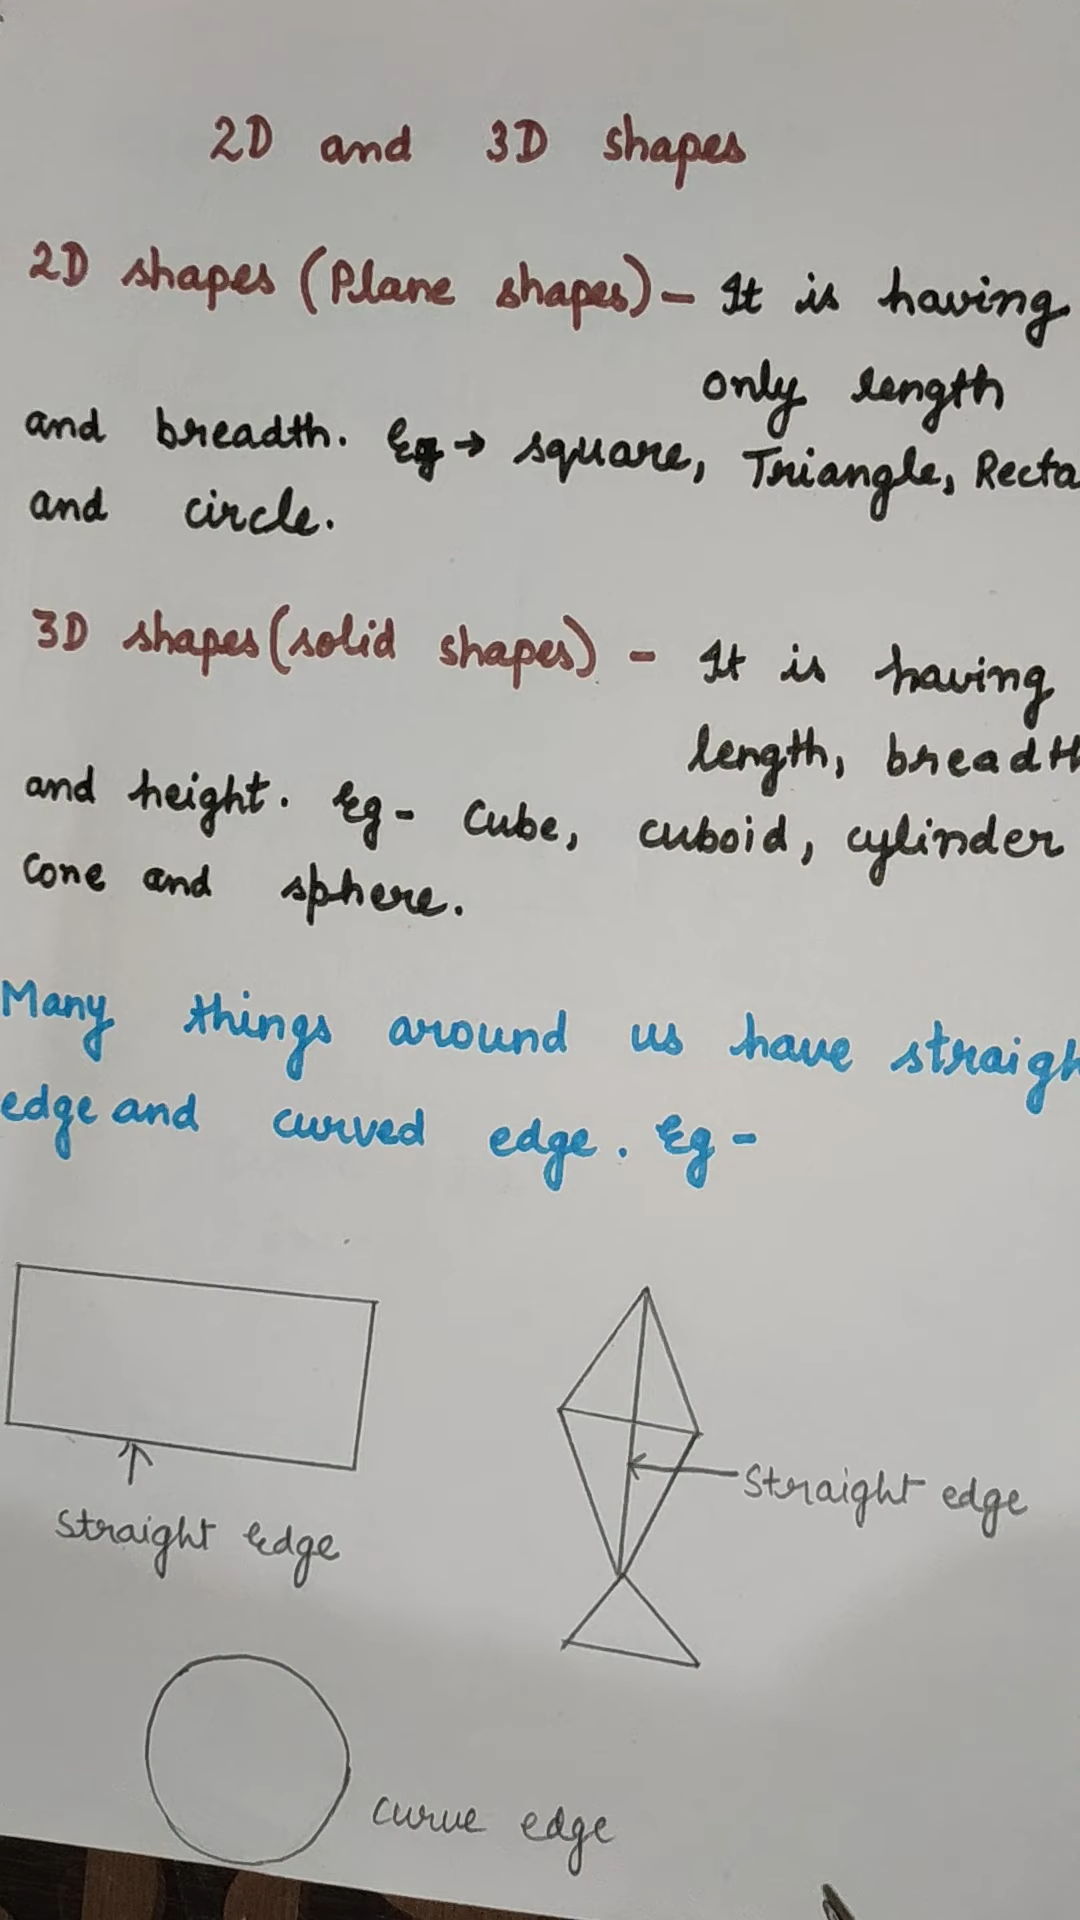 2D and 3D shapes
2D shapes (Plane shapes) - It is having
only length
and breadth. Eg → square, Triangle, Recta
and circle.
3D shapes (solid shapes) - It is having
length, breadth
and height. Eg - Cube, cuboid, cylinder
cone and sphere.
Many things around us have straigh
edge and curved edge. Eg -
straight edge
straight Edge
curve edge